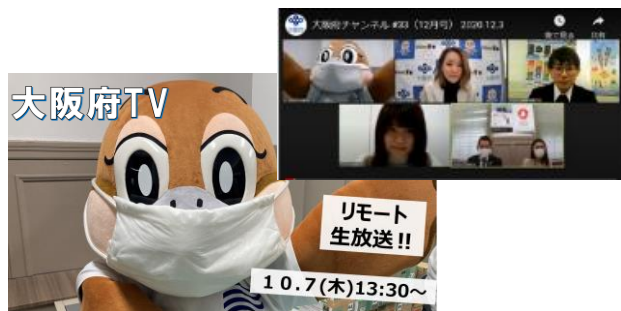 大阪府TV
大阪府チャンネル #33（12月号） 2020.12.3
後で見る
共有
リモート
生放送!!
10.7(木)13:30～